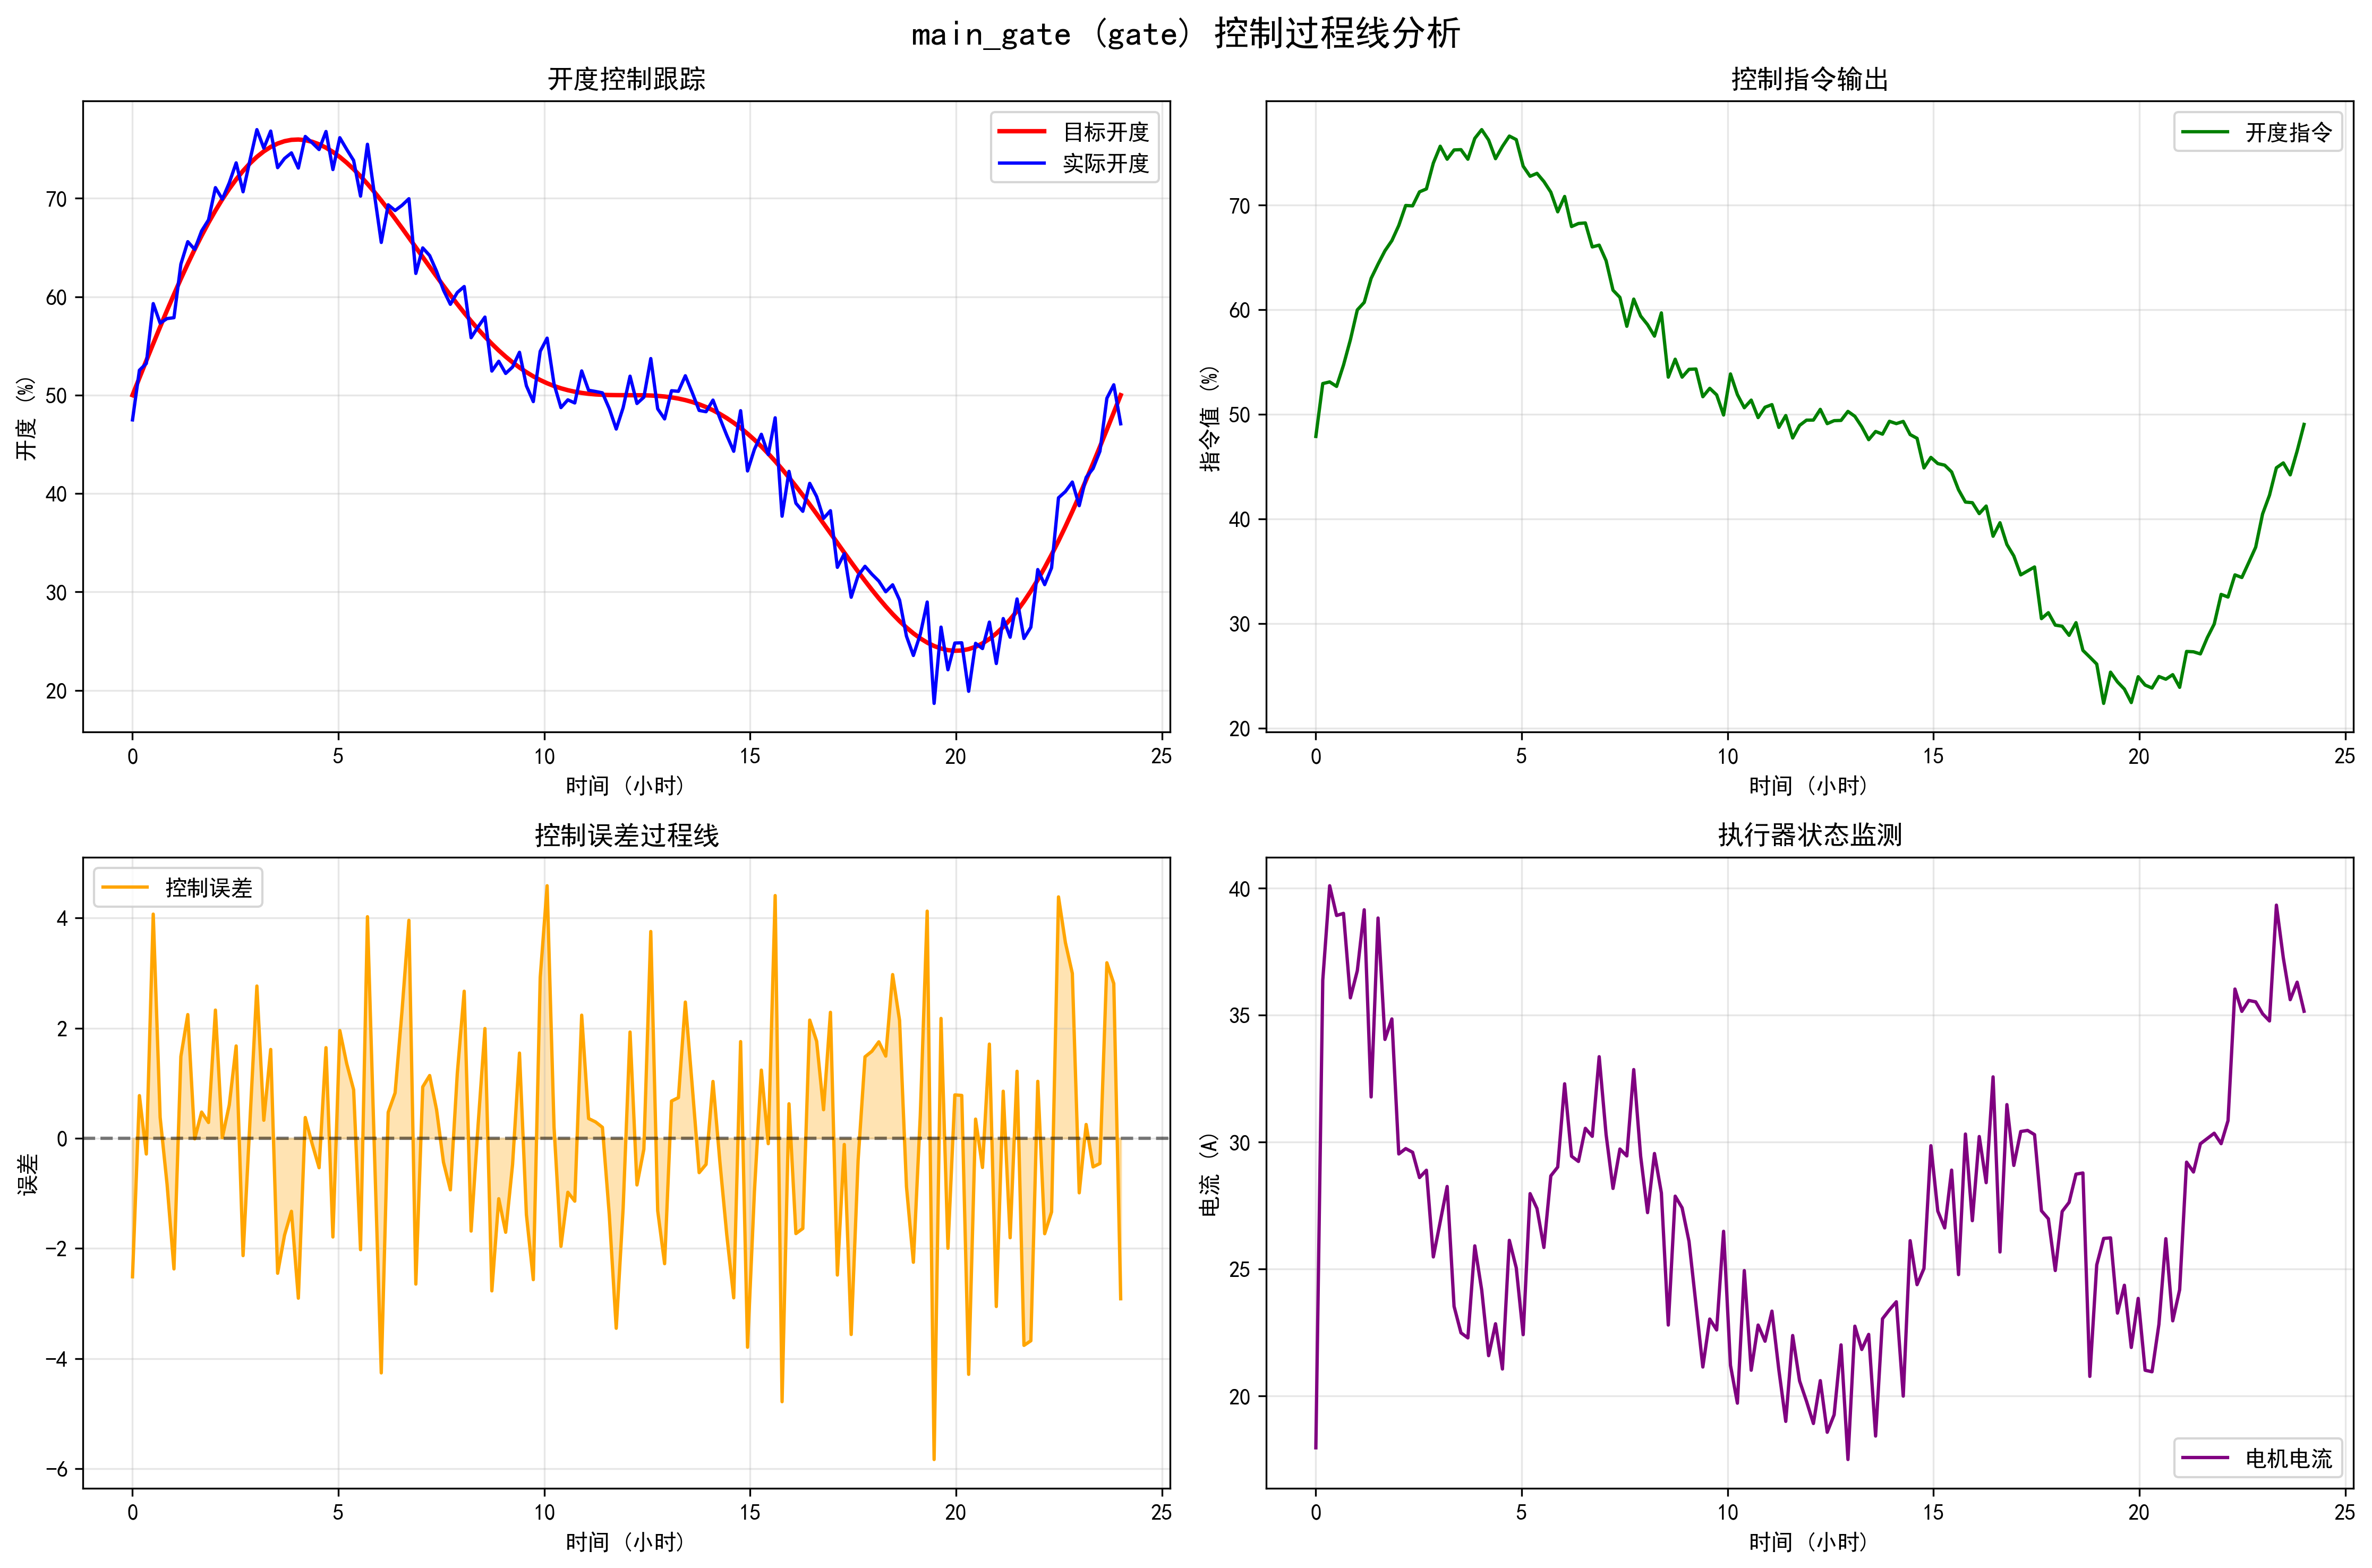 main_gate (gate) 控制过程线分析
开度控制跟踪
开度 (%)
70
60
50
40
30
20
目标开度
实际开度
0 5 10 15 20 25
时间 (小时)
控制指令输出
指令值 (%)
70
60
50
40
30
20
开度指令
0 5 10 15 20 25
时间 (小时)
控制误差过程线
误差
4
2
0
−2
−4
−6
控制误差
0 5 10 15 20 25
时间 (小时)
执行器状态监测
电流 (A)
40
35
30
25
20
电机电流
0 5 10 15 20 25
时间 (小时)